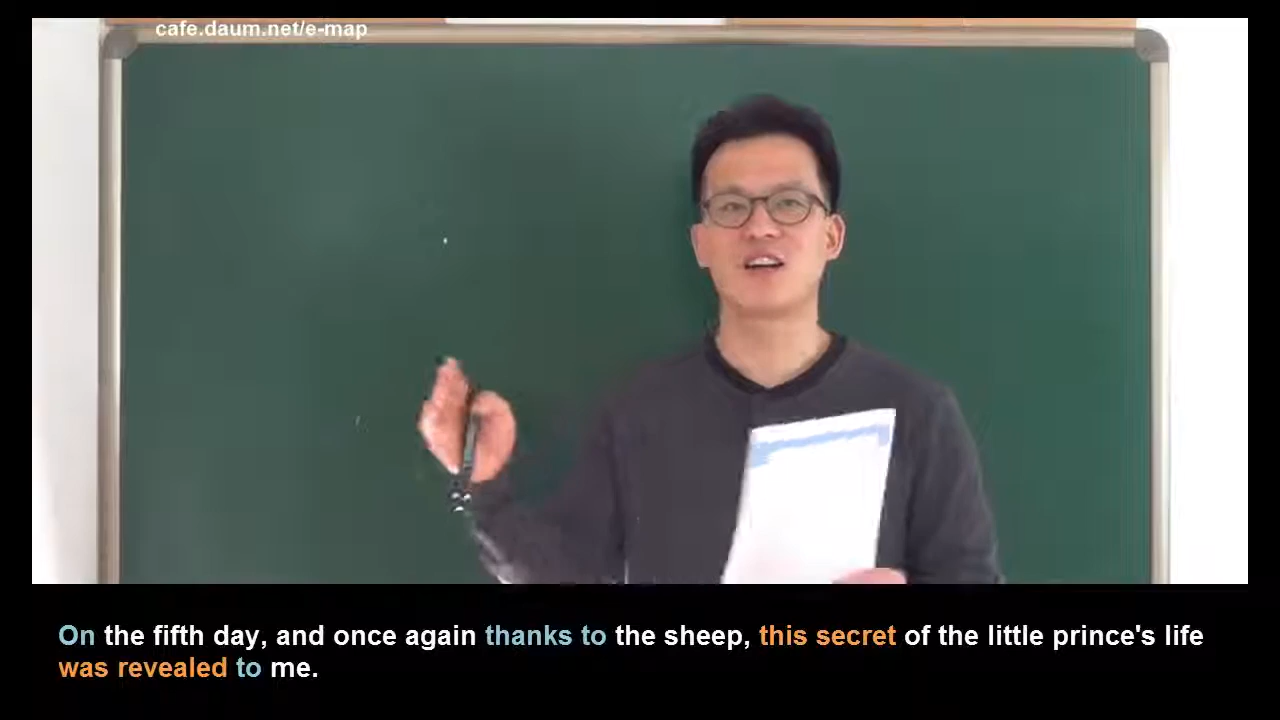 cafe.daum.net/e-map
On the fifth day, and once again thanks to the sheep, this secret of the little prince's life
was revealed to me.